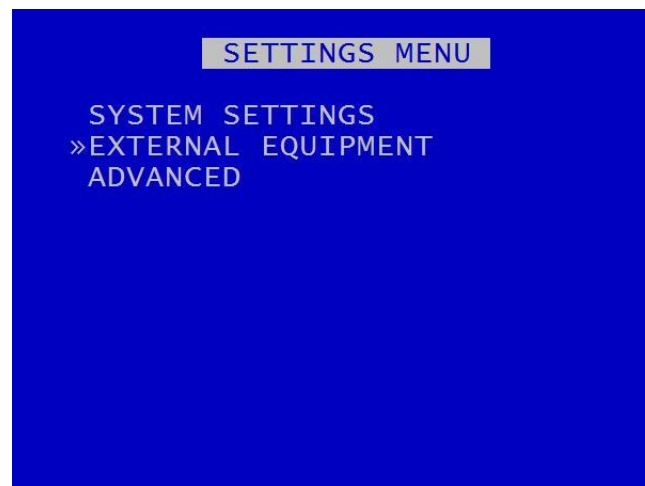 SETTINGS MENU
SYSTEM SETTINGS
»EXTERNAL EQUIPMENT
ADVANCED